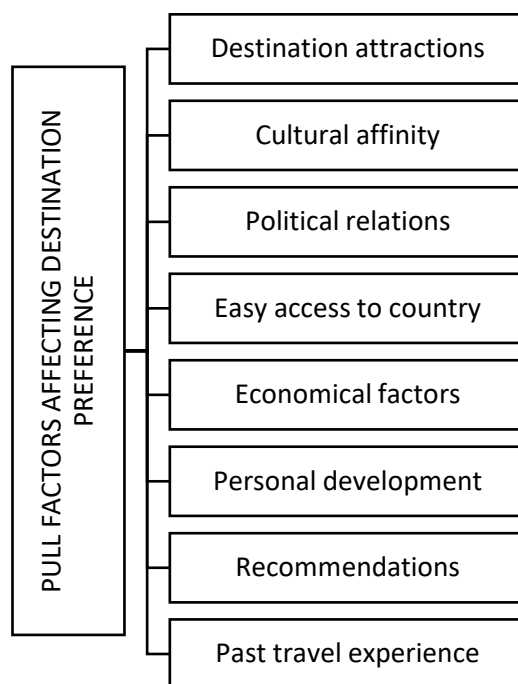 PULL FACTORS AFFECTING DESTINATION
PREFERENCE
Destination attractions
Cultural affinity
Political relations
Easy access to country
Economical factors
Personal development
Recommendations
Past travel experience